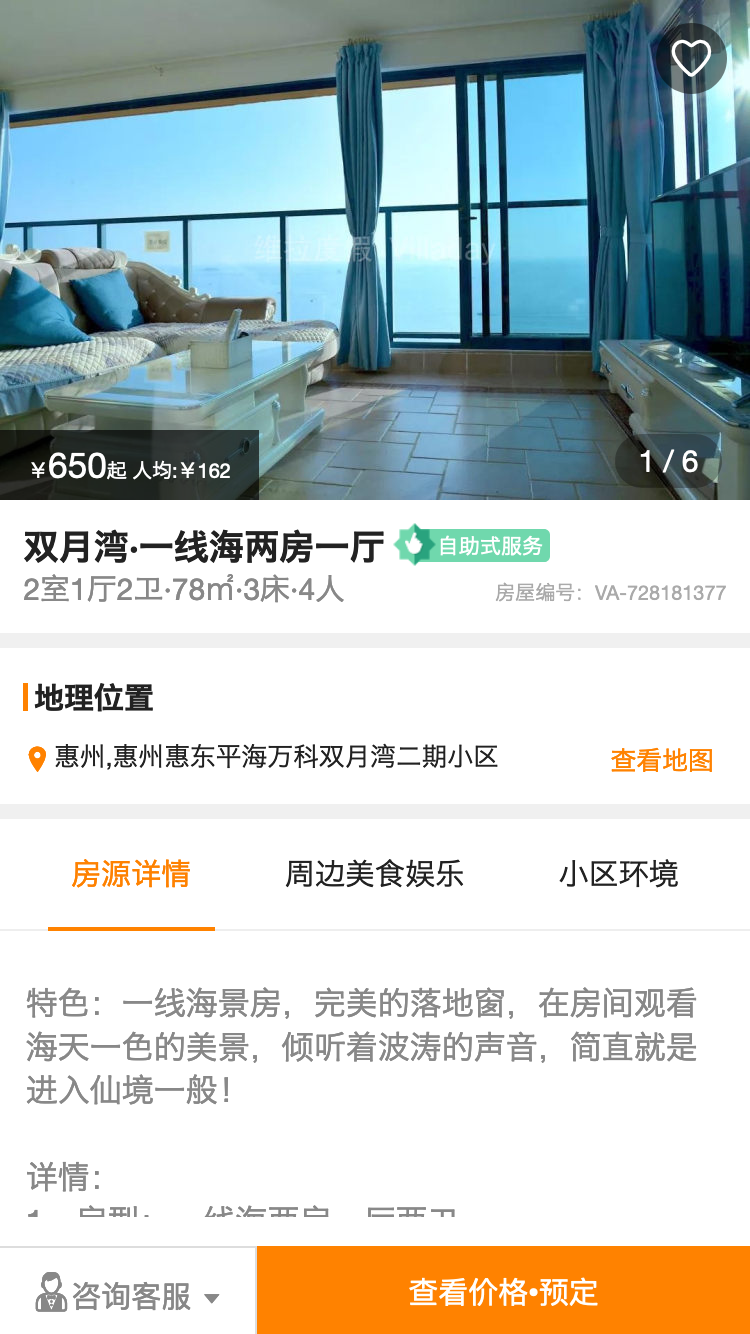 维拉度假 Villaday
¥650起 人均:¥162
1 / 6
双月湾·一线海两房一厅
自助式服务
2室1厅2卫·78㎡·3床·4人
房屋编号：VA-728181377
地理位置
惠州,惠州惠东平海万科双月湾二期小区
查看地图
房源详情
周边美食娱乐
小区环境
特色：一线海景房，完美的落地窗，在房间观看
海天一色的美景，倾听着波涛的声音，简直就是
进入仙境一般！
详情：
咨询客服
查看价格•预定